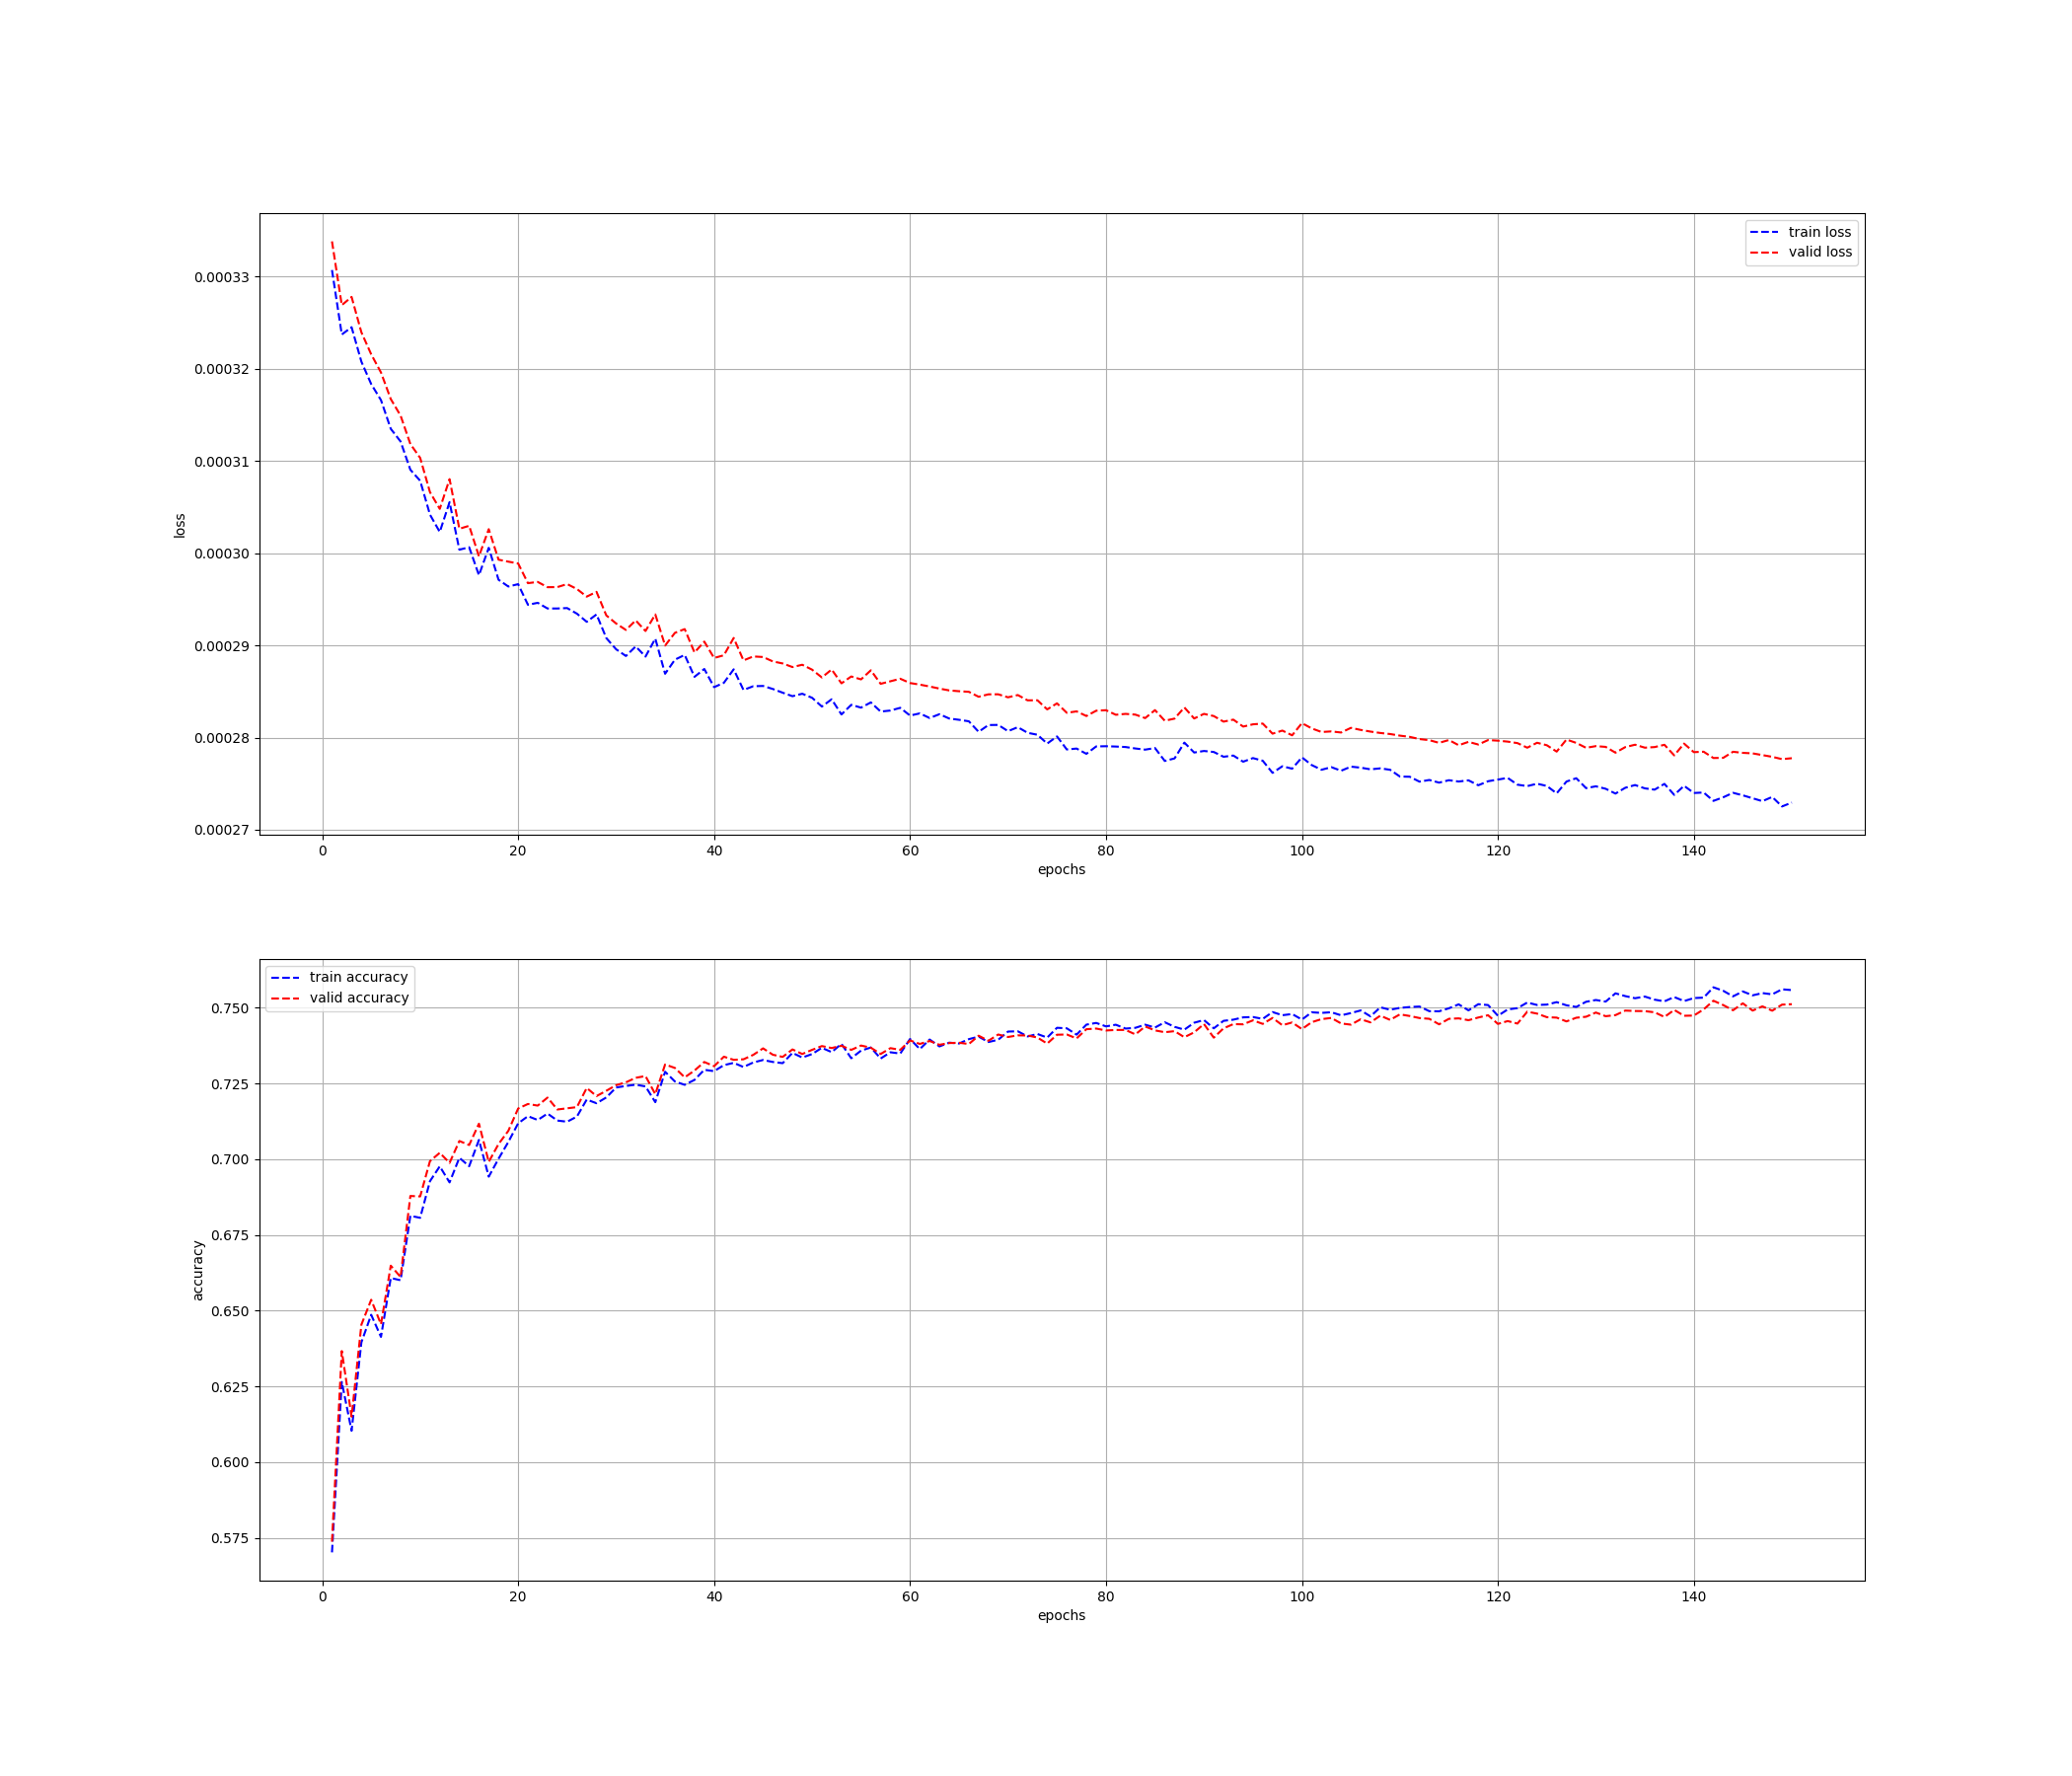 train loss
valid loss
0.00033
0.00032
0.00031
0.00030
0.00029
0.00028
0.00027
loss
0 20 40 60 80 100 120 140
epochs
train accuracy
valid accuracy
0.750
0.725
0.700
0.675
0.650
0.625
0.600
0.575
accuracy
0 20 40 60 80 100 120 140
epochs